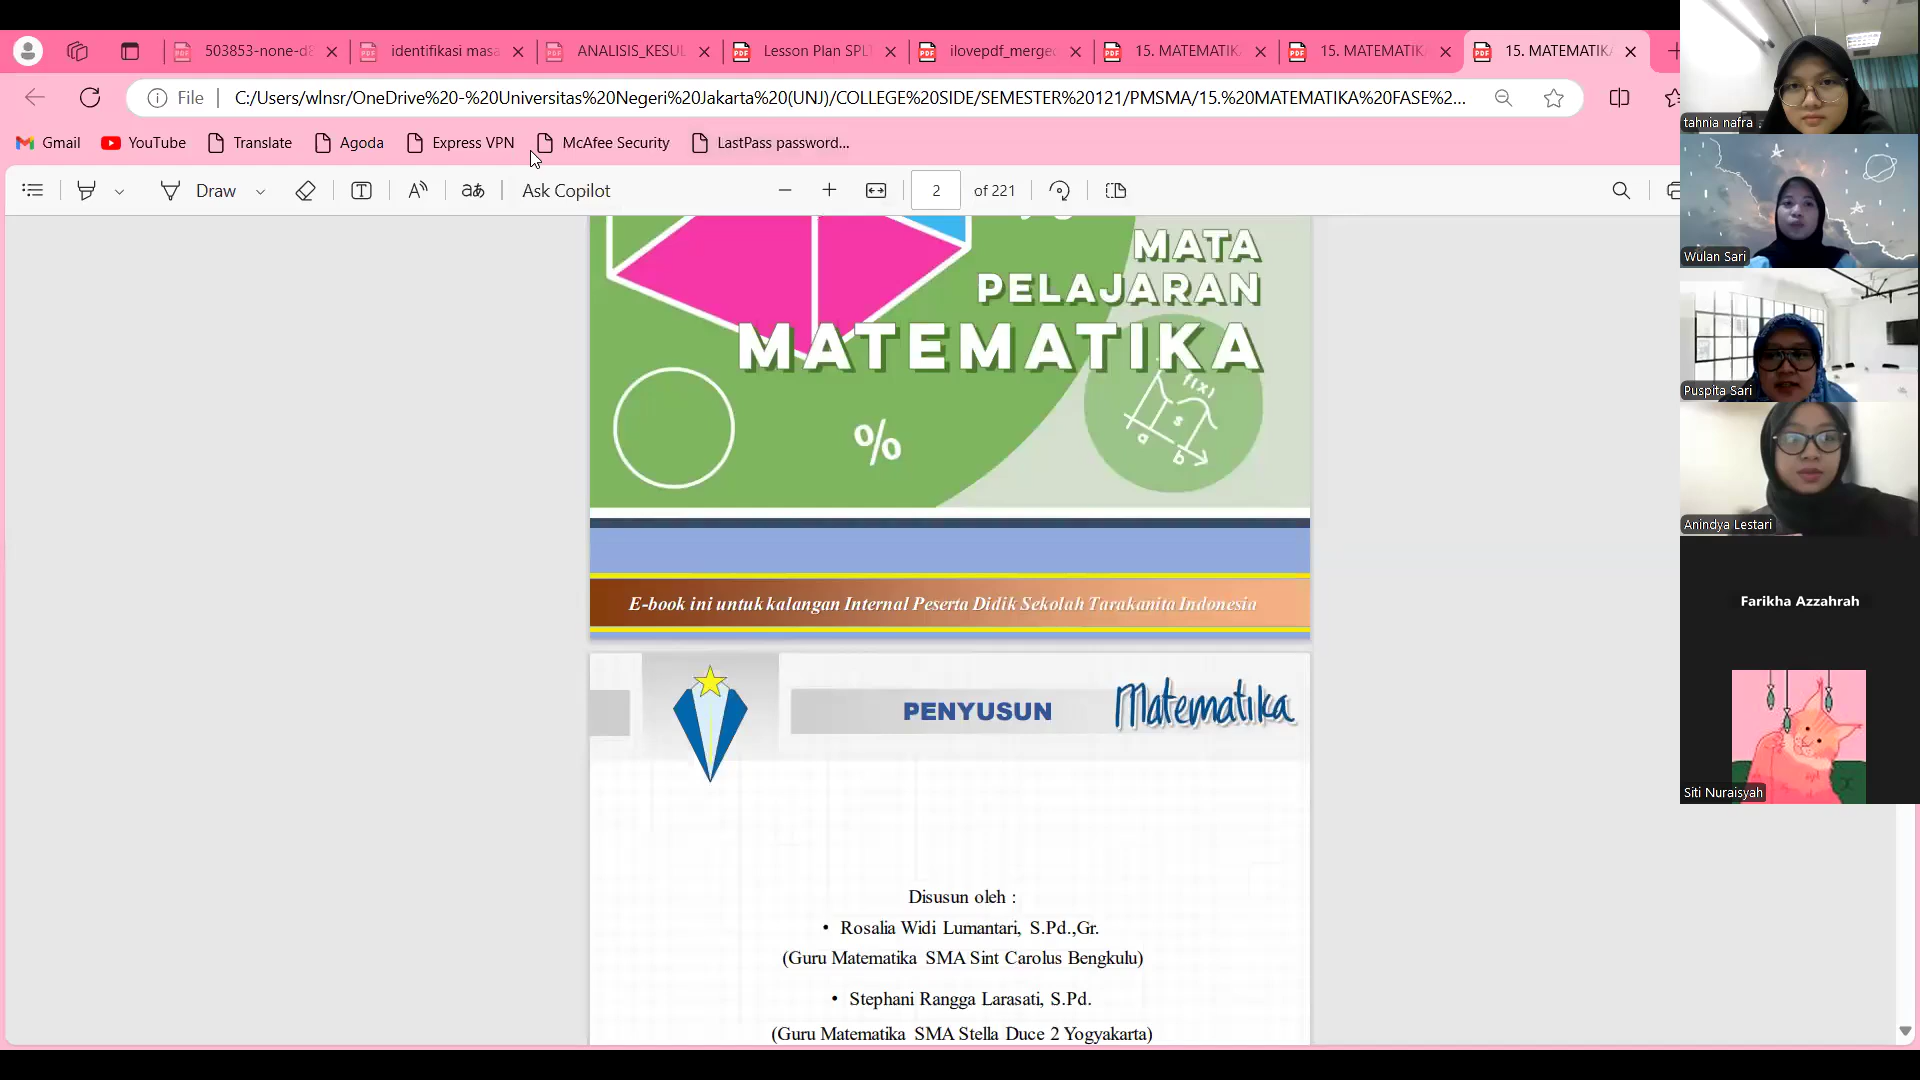 503853-none-d8
identifikasi masa
ANALISIS_KESUL
Lesson Plan SPLT
ilovepdf_merged
15. MATEMATIK
15. MATEMATIK
15. MATEMATIKA
File
C:/Users/wlnsr/OneDrive%20-%20Universitas%20Negeri%20Jakarta%20(UNJ)/COLLEGE%20SIDE/SEMESTER%20121/PMSMA/15.%20MATEMATIKA%20FASE%2...
Gmail
YouTube
Translate
Agoda
Express VPN
McAfee Security
LastPass password...
Draw
Ask Copilot
2 of 221
MATA
PELAJARAN
MATEMATIKA
%
f(x)
s
a
b
E-book ini untuk kalangan Internal Peserta Didik Sekolah Tarakanita Indonesia
PENYUSUN
Matematika
Disusun oleh :
• Rosalia Widi Lumantari, S.Pd.,Gr.
(Guru Matematika SMA Sint Carolus Bengkulu)
• Stephani Rangga Larasati, S.Pd.
(Guru Matematika SMA Stella Duce 2 Yogyakarta)
tahnia nafra .
Wulan Sari
Puspita Sari
Anindya Lestari
Farikha Azzahrah
Siti Nuraisyah